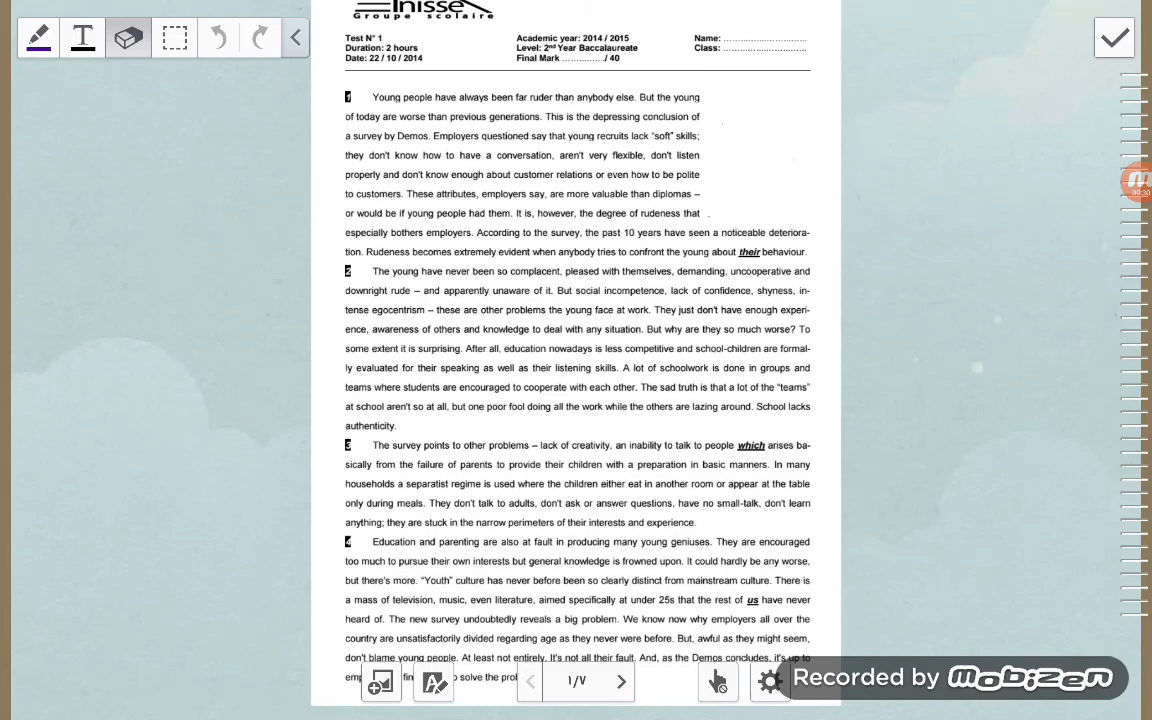 Enisse
Groupe scolaire
Test N° 1 Academic year: 2014 / 2015 Name: ..............................
Duration: 2 hours Level: 2nd Year Baccalaureate Class: ..............................
Date: 22 / 10 / 2014 Final Mark ................/ 40
1 Young people have always been far ruder than anybody else. But the young
of today are worse than previous generations. This is the depressing conclusion of
a survey by Demos. Employers questioned say that young recruits lack “soft” skills;
they don't know how to have a conversation, aren't very flexible, don't listen
properly and don't know enough about customer relations or even how to be polite
to customers. These attributes, employers say, are more valuable than diplomas –
or would be if young people had them. It is, however, the degree of rudeness that
especially bothers employers. According to the survey, the past 10 years have seen a noticeable deteriora-
tion. Rudeness becomes extremely evident when anybody tries to confront the young about their behaviour.
2 The young have never been so complacent, pleased with themselves, demanding, uncooperative and
downright rude – and apparently unaware of it. But social incompetence, lack of confidence, shyness, in-
tense egocentrism – these are other problems the young face at work. They just don't have enough experi-
ence, awareness of others and knowledge to deal with any situation. But why are they so much worse? To
some extent it is surprising. After all, education nowadays is less competitive and school-children are formal-
ly evaluated for their speaking as well as their listening skills. A lot of schoolwork is done in groups and
teams where students are encouraged to cooperate with each other. The sad truth is that a lot of the “teams”
at school aren't so at all, but one poor fool doing all the work while the others are lazing around. School lacks
authenticity.
3 The survey points to other problems – lack of creativity, an inability to talk to people which arises ba-
sically from the failure of parents to provide their children with a preparation in basic manners. In many
households a separatist regime is used where the children either eat in another room or appear at the table
only during meals. They don't talk to adults, don't ask or answer questions, have no small-talk, don't learn
anything; they are stuck in the narrow perimeters of their interests and experience.
4 Education and parenting are also at fault in producing many young geniuses. They are encouraged
too much to pursue their own interests but general knowledge is frowned upon. It could hardly be any worse,
but there's more. “Youth” culture has never before been so clearly distinct from mainstream culture. There is
a mass of television, music, even literature, aimed specifically at under 25s that the rest of us have never
heard of. The new survey undoubtedly reveals a big problem. We know now why employers all over the
country are unsatisfactorily divided regarding age as they never were before. But, awful as they might seem,
don't blame young people. At least not entirely. It's not all their fault. And, as the Demos concludes, it's up to
solve the
1/7
00:30
Recorded by mobizen